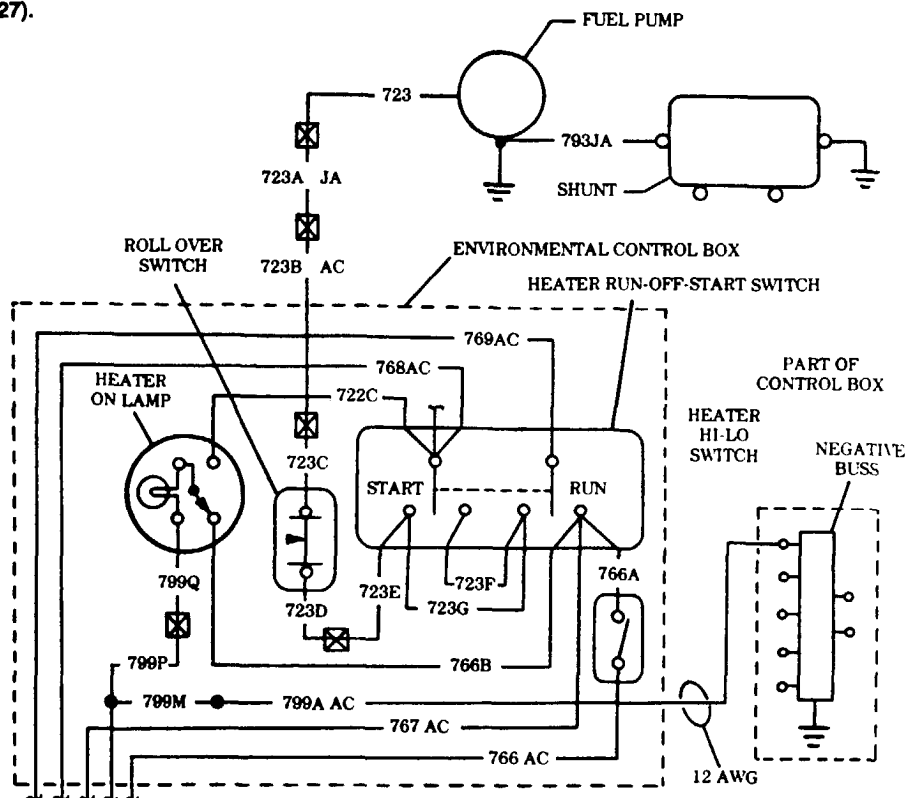 27).
FUEL PUMP
723
793JA
723A JA
SHUNT
ROLL OVER
SWITCH
723B AC
ENVIRONMENTAL CONTROL BOX
HEATER RUN-OFF-START SWITCH
769AC
PART OF
CONTROL BOX
768AC
HEATER
ON LAMP
722C
HEATER
HI-LO
SWITCH
NEGATIVE
BUSS
723C
START
RUN
799Q
723E
723F
766A
723D
723G
799P
766B
799M
799A AC
767 AC
766 AC
12 AWG